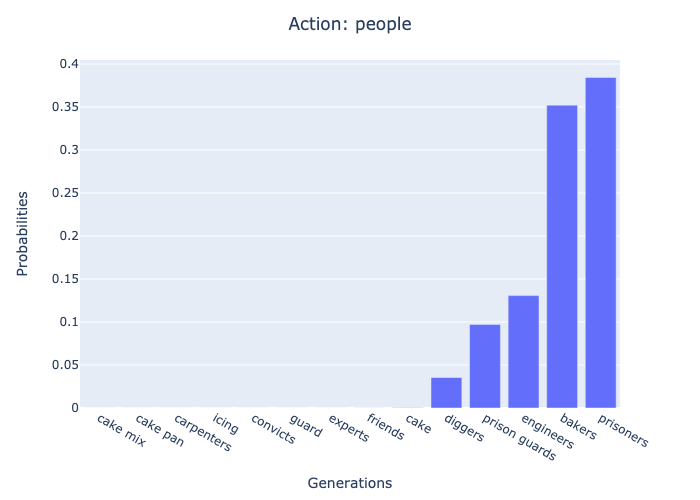 Action: people
Probabilities
0.4
0.35
0.3
0.25
0.2
0.15
0.1
0.05
0
cake mix
cake pan
carpenters
icing
convicts
guard
experts
friends
cake
diggers
prison guards
engineers
bakers
prisoners
Generations